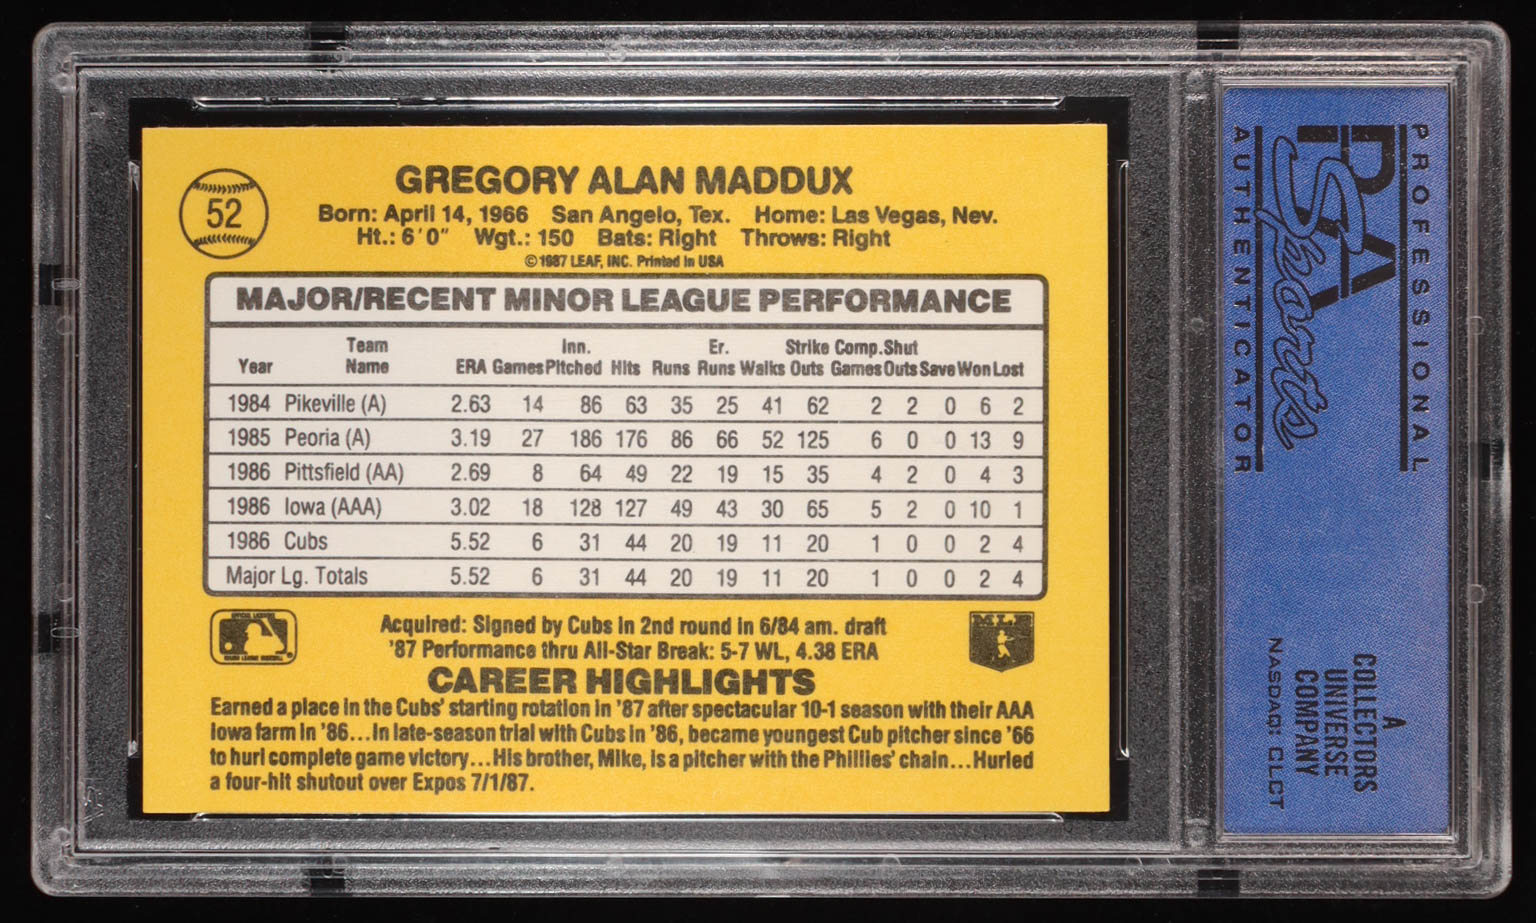 52
GREGORY ALAN MADDUX
Born: April 14, 1966 San Angelo, Tex. Home: Las Vegas, Nev.
Ht.: 6'0" Wgt.: 150 Bats: Right Throws: Right
©1987 LEAF, INC. Printed in USA
MAJOR/RECENT MINOR LEAGUE PERFORMANCE
Year Team Name ERA Games Inn. Pitched Hits Runs Er. Runs Walks Strike Outs Comp. Games Shut Outs Save Won Lost
1984 Pikeville (A) 2.63 14 86 63 35 25 41 62 2 2 0 6 2
1985 Peoria (A) 3.19 27 186 176 86 66 52 125 6 0 0 13 9
1986 Pittsfield (AA) 2.69 8 64 49 22 19 15 35 4 2 0 4 3
1986 Iowa (AAA) 3.02 18 128 127 49 43 30 65 5 2 0 10 1
1986 Cubs 5.52 6 31 44 20 19 11 20 1 0 0 2 4
Major Lg. Totals 5.52 6 31 44 20 19 11 20 1 0 0 2 4
Acquired: Signed by Cubs in 2nd round in 6/84 am. draft
'87 Performance thru All-Star Break: 5-7 WL, 4.38 ERA
MLB
CAREER HIGHLIGHTS
Earned a place in the Cubs' starting rotation in '87 after spectacular 10-1 season with their AAA
Iowa farm in '86...In late-season trial with Cubs in '86, became youngest Cub pitcher since '66
to hurl complete game victory...His brother, Mike, is a pitcher with the Phillies' chain...Hurled
a four-hit shutout over Expos 7/1/87.
PROFESSIONAL
PSA
Sports
AUTHENTICATOR
A
COLLECTORS
UNIVERSE
COMPANY
NASDAQ: CLCT